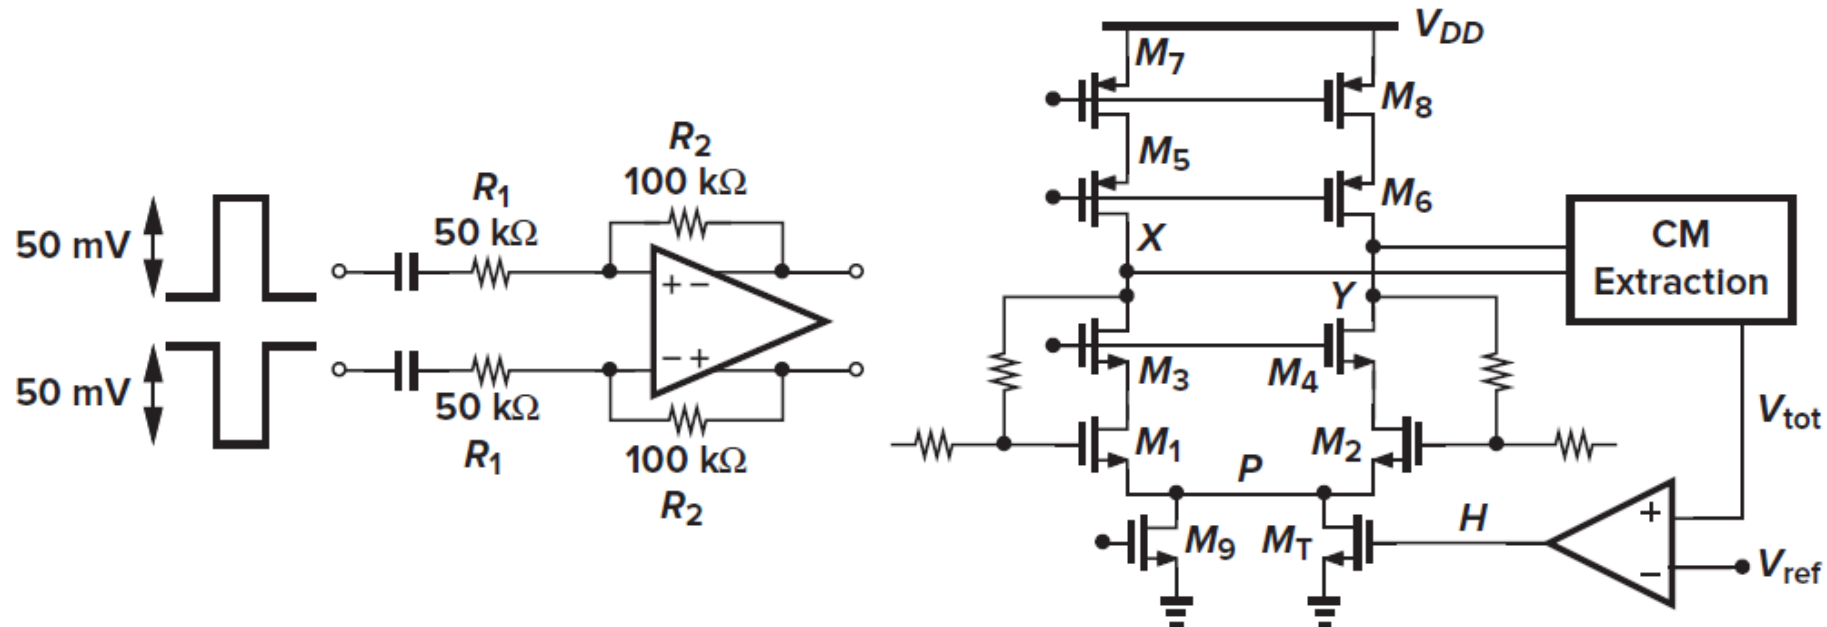 50 mV
50 mV
R1
50 kΩ
R2
100 kΩ
+ −
− +
50 kΩ
R1
100 kΩ
R2
VDD
M7
M8
M5
M6
X
Y
CM
Extraction
M3
M4
M1
M2
P
M9
MT
H
+
−
Vtot
Vref